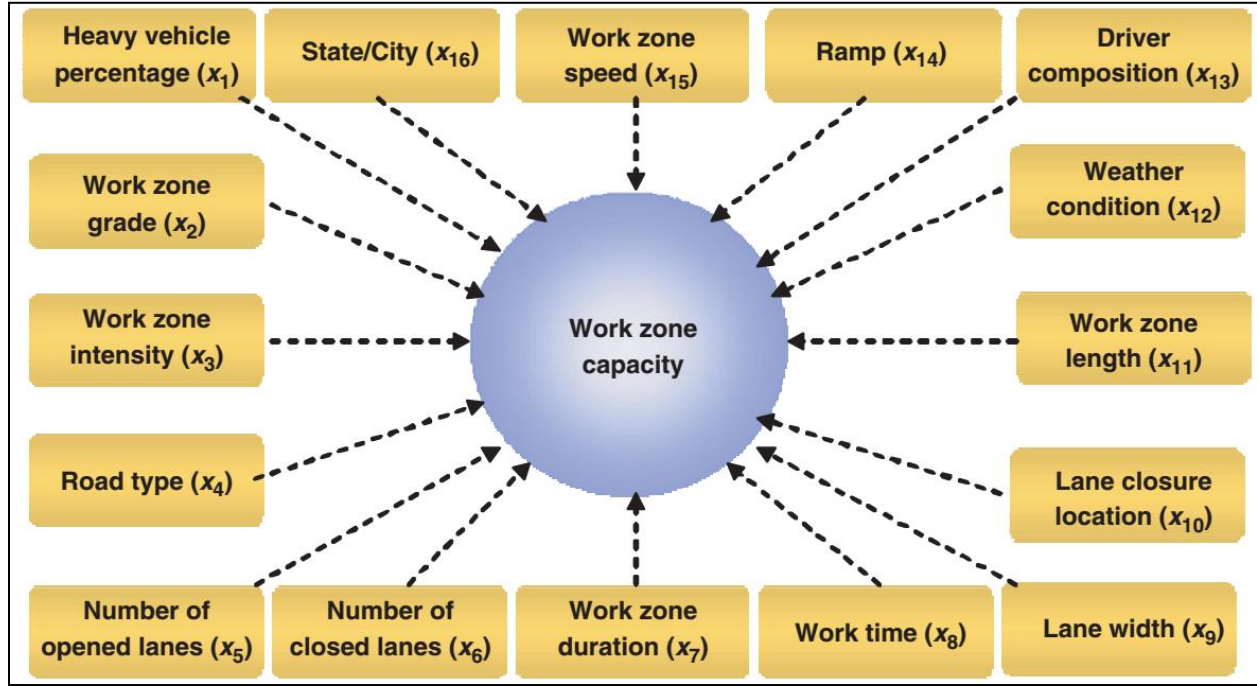 Heavy vehicle
percentage (x₁)
State/City (x₁₆)
Work zone
speed (x₁₅)
Ramp (x₁₄)
Driver
composition (x₁₃)
Work zone
grade (x₂)
Weather
condition (x₁₂)
Work zone
intensity (x₃)
Work zone
capacity
Work zone
length (x₁₁)
Road type (x₄)
Lane closure
location (x₁₀)
Number of
opened lanes (x₅)
Number of
closed lanes (x₆)
Work zone
duration (x₇)
Work time (x₈)
Lane width (x₉)